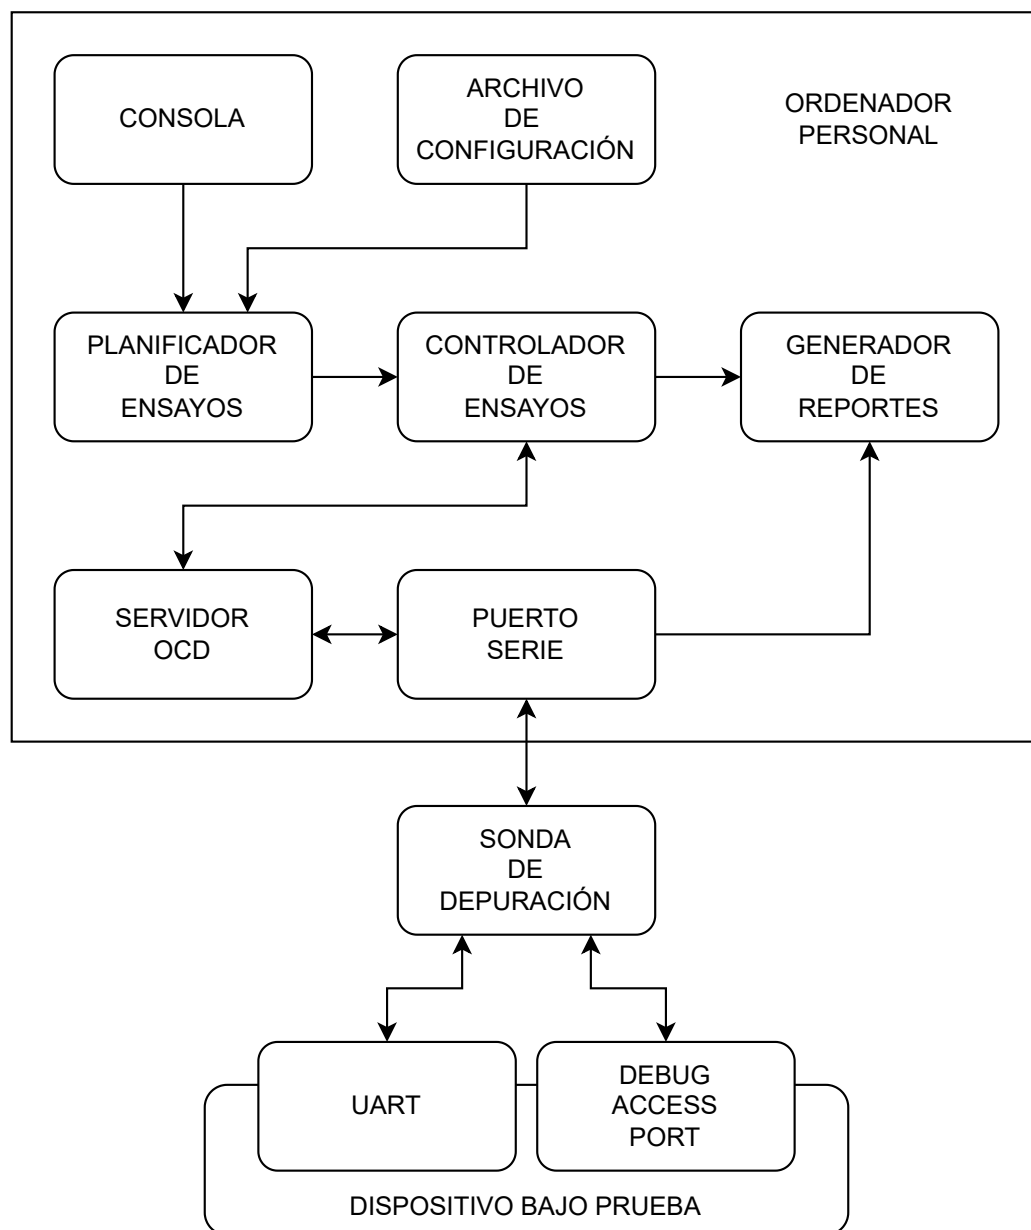 CONSOLA
ARCHIVO
DE
CONFIGURACIÓN
ORDENADOR
PERSONAL
PLANIFICADOR
DE
ENSAYOS
CONTROLADOR
DE
ENSAYOS
GENERADOR
DE
REPORTES
SERVIDOR
OCD
PUERTO
SERIE
SONDA
DE
DEPURACIÓN
UART
DEBUG
ACCESS
PORT
DISPOSITIVO BAJO PRUEBA